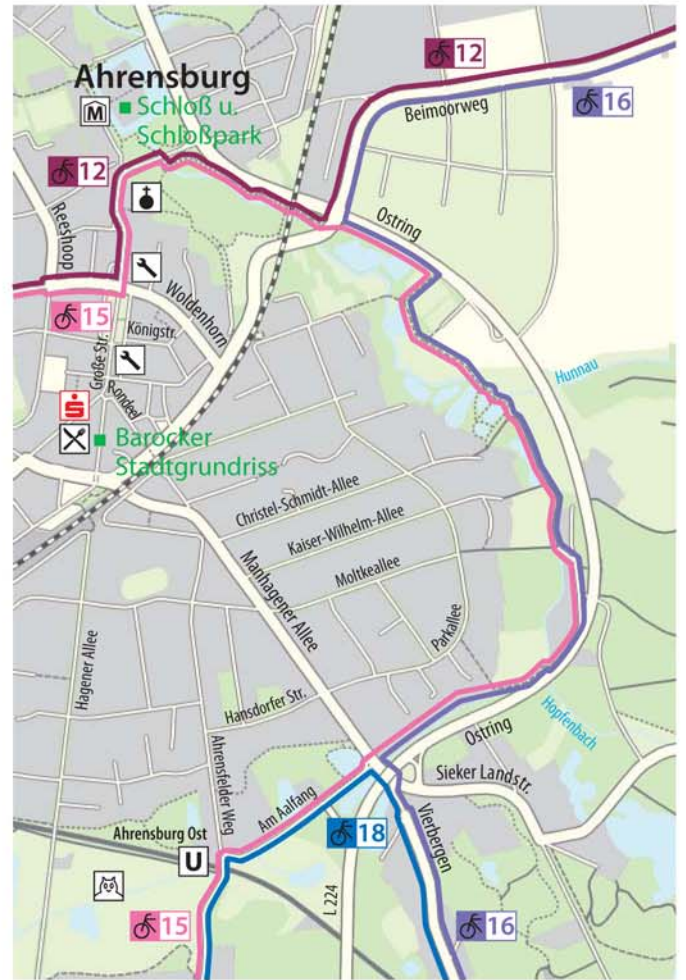 12
Ahrensburg
16
M
Schloß u.
Schloßpark
Beimoorweg
12
Reeshoop
Ostring
15
Woldenhorn
Königstr.
Große Str.
Rondeel
Hunnau
S
Barocker
Stadtgrundriss
Christel-Schmidt-Allee
Kaiser-Wilhelm-Allee
Moltkeallee
Manhagener Allee
Parkallee
Hagener Allee
Hansdorfer Str.
Hopfenbach
Ostring
Ahrensfelder Weg
Sieker Landstr.
Am Aalfang
Vierbergen
18
Ahrensburg Ost
U
L 224
15
16